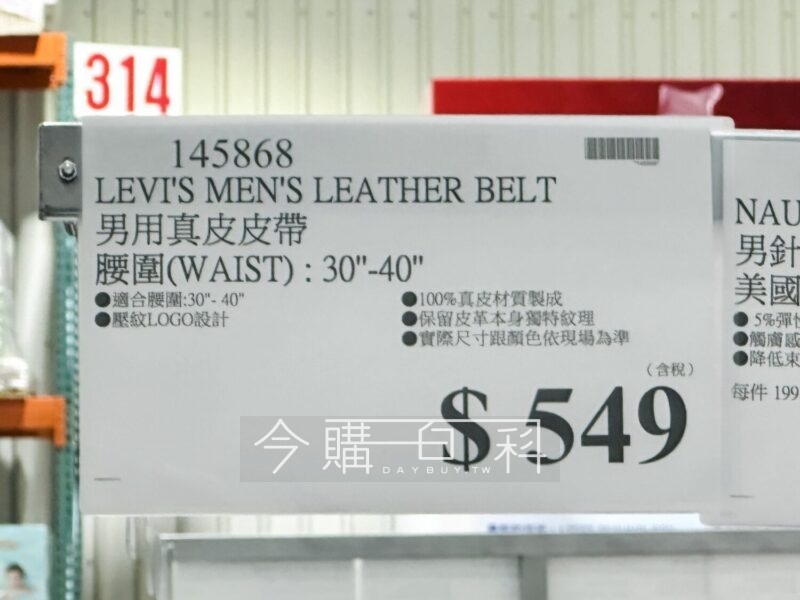 314
145868
LEVI'S MEN'S LEATHER BELT
男用真皮皮帶
腰圍(WAIST) : 30"-40"
●適合腰圍:30"- 40"
●壓紋LOGO設計
●100%真皮材質製成
●保留皮革本身獨特紋理
●實際尺寸跟顏色依現場為準
(含稅)
$ 549
今購百科
DAYBUY.TW
NAU
男針
美國
● 5%彈性
●觸膚感
●降低束
每件 199